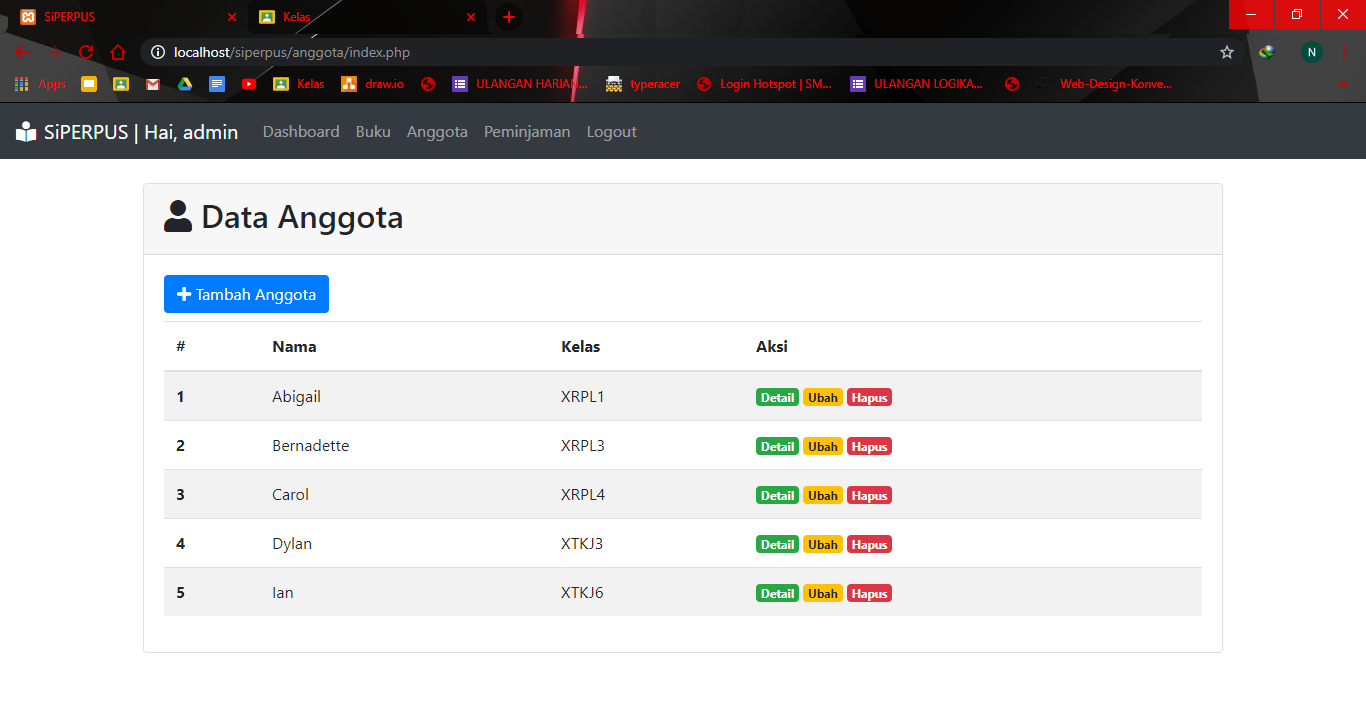 SiPERPUS
Kelas
localhost/siperpus/anggota/index.php
N
Apps
Kelas
draw.io
ULANGAN HARIAN...
typeracer
Login Hotspot | SM...
ULANGAN LOGIKA...
Web-Design-Konve...
SiPERPUS | Hai, admin Dashboard Buku Anggota Peminjaman Logout
Data Anggota
Tambah Anggota
# Nama Kelas Aksi
1 Abigail XRPL1 Detail Ubah Hapus
2 Bernadette XRPL3 Detail Ubah Hapus
3 Carol XRPL4 Detail Ubah Hapus
4 Dylan XTKJ3 Detail Ubah Hapus
5 Ian XTKJ6 Detail Ubah Hapus